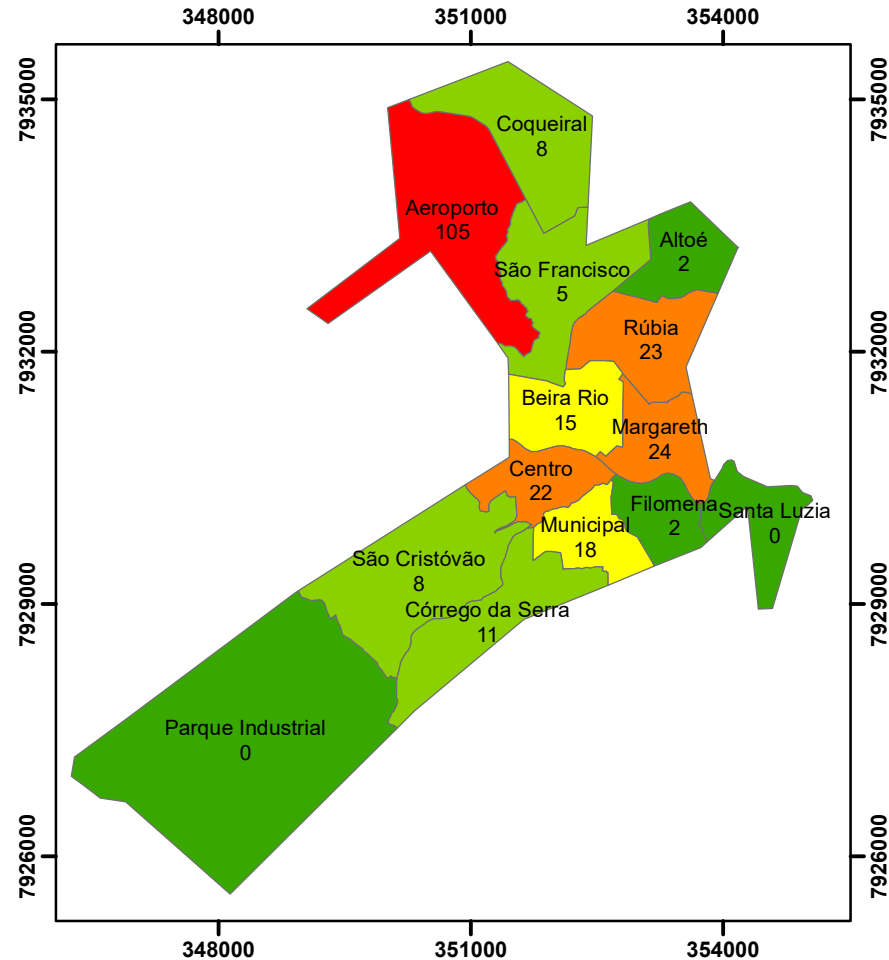 348000
351000
354000
7935000
7935000
Coqueiral
8
Aeroporto
105
Altoé
2
São Francisco
5
Rúbia
23
7932000
7932000
Beira Rio
15
Margareth
24
Centro
22
Filomena
2
Santa Luzia
0
Municipal
18
São Cristóvão
8
7929000
7929000
Córrego da Serra
11
Parque Industrial
0
7926000
7926000
348000
351000
354000